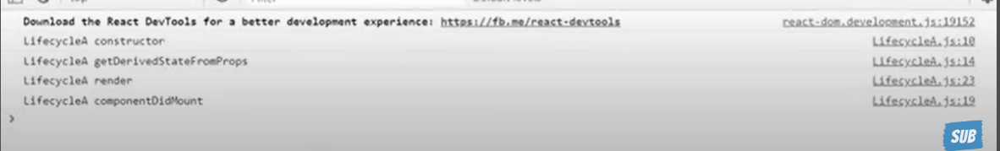 Download the React DevTools for a better development experience: https://fb.me/react-devtools react-dom.development.js:19152
LifecycleA constructor LifecycleA.js:10
LifecycleA getDerivedStateFromProps LifecycleA.js:14
LifecycleA render LifecycleA.js:23
LifecycleA componentDidMount LifecycleA.js:19
>
SUB